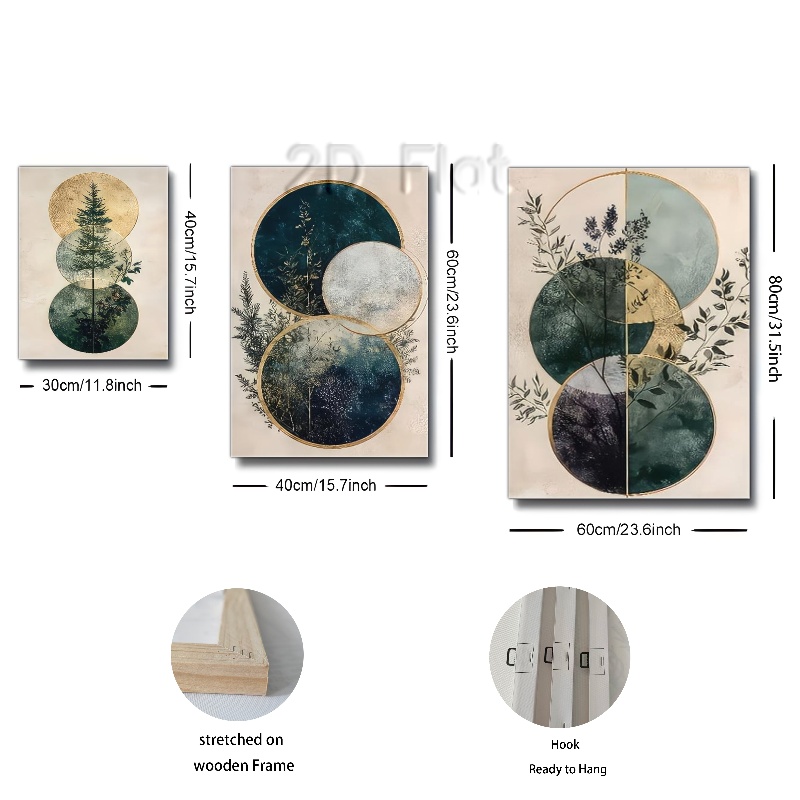 2D Flat
40cm/15.7inch
30cm/11.8inch
60cm/23.6inch
40cm/15.7inch
80cm/31.5inch
60cm/23.6inch
stretched on
wooden Frame
Hook
Ready to Hang